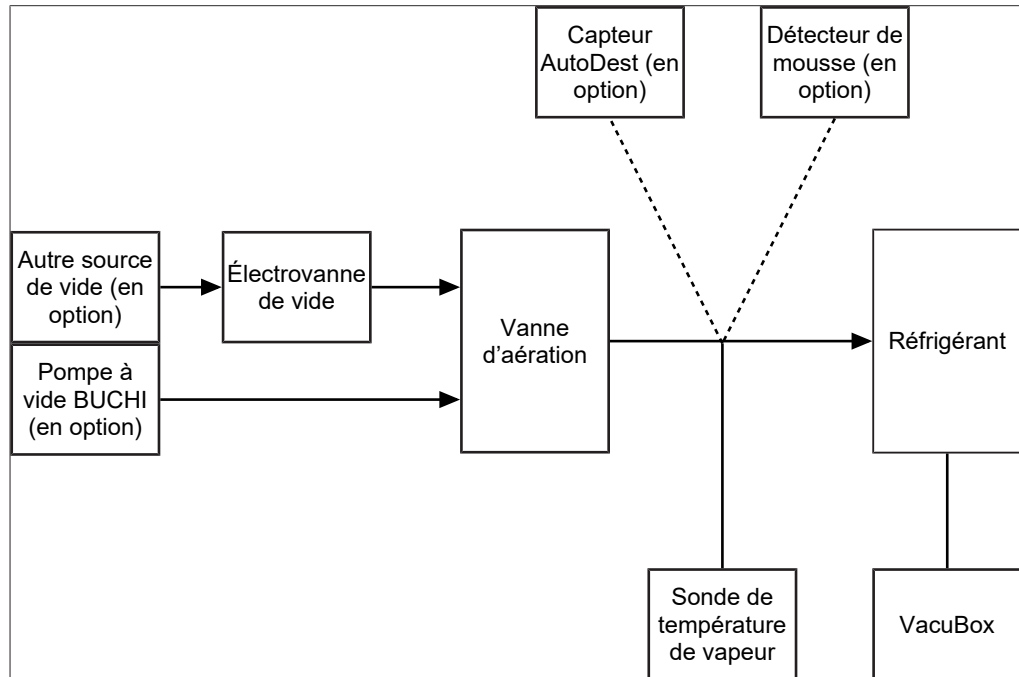 Capteur
AutoDest (en
option)
Détecteur de
mousse (en
option)
Autre source
de vide (en
option)
Électrovanne
de vide
Vanne
d’aération
Réfrigérant
Pompe à
vide BUCHI
(en option)
Sonde de
température
de vapeur
VacuBox